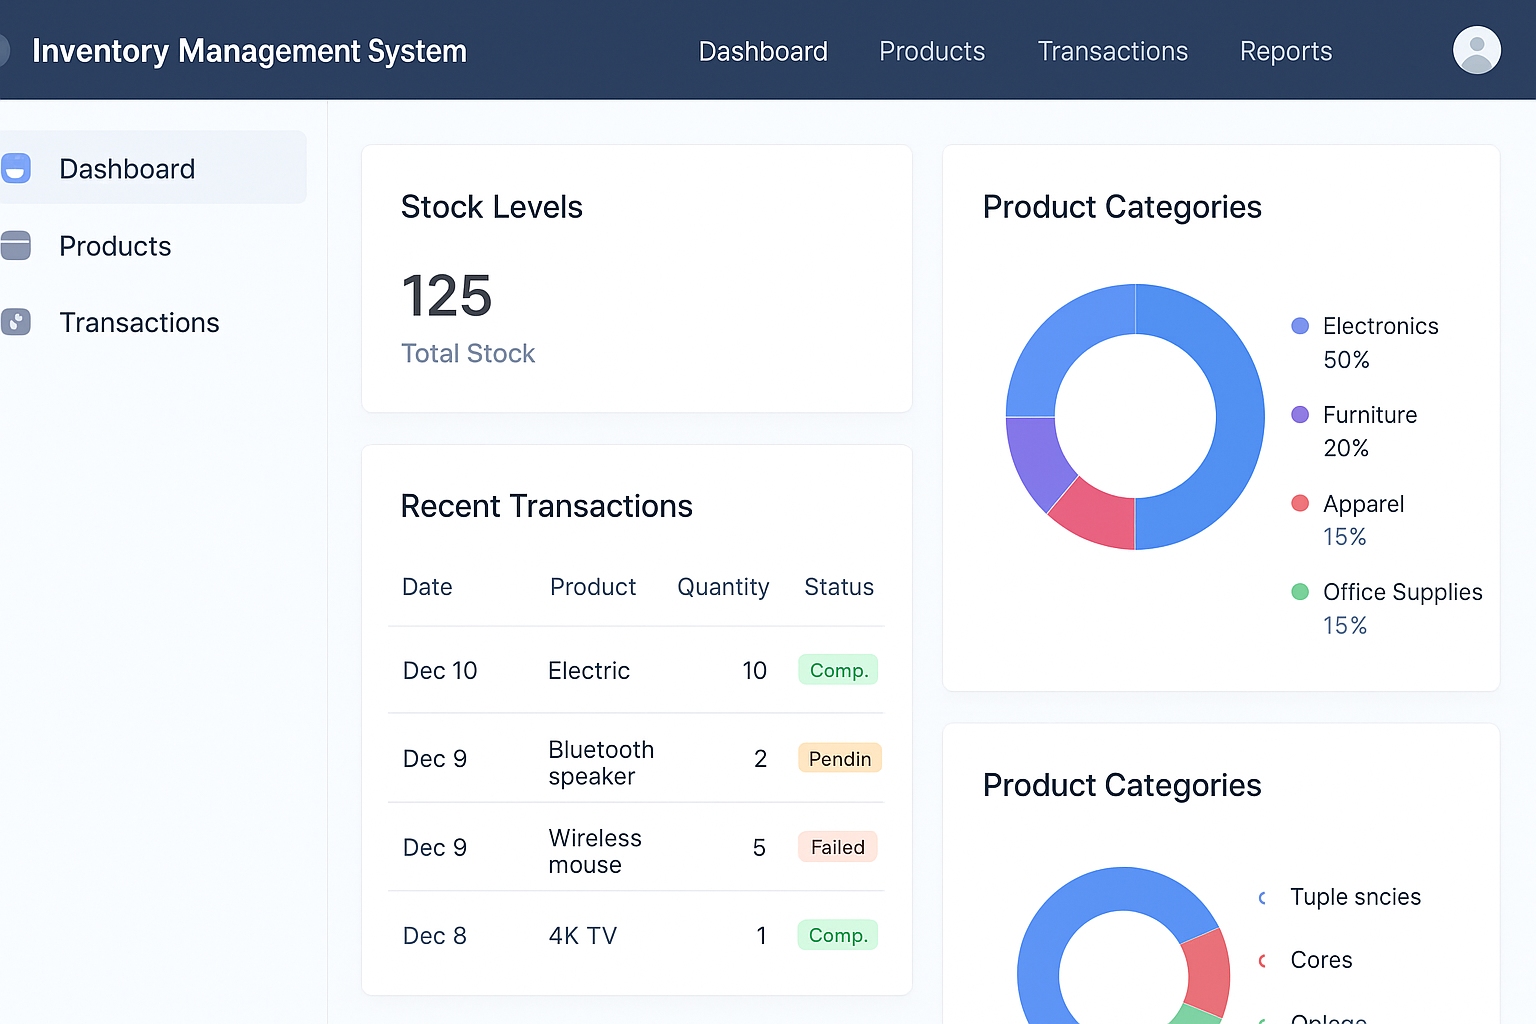 Inventory Management System
Dashboard Products Transactions Reports
Dashboard
Products
Transactions
Stock Levels
125
Total Stock
Recent Transactions
Date Product Quantity Status
Dec 10 Electric 10 Comp.
Dec 9 Bluetooth speaker 2 Pendin
Dec 9 Wireless mouse 5 Failed
Dec 8 4K TV 1 Comp.
Product Categories
Electronics
50%
Furniture
20%
Apparel
15%
Office Supplies
15%
Product Categories
Tuple sncies
Cores